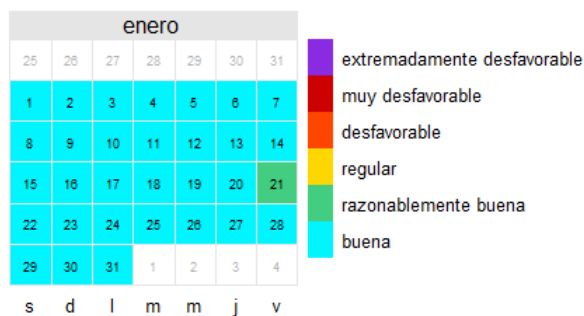 enero
25 26 27 28 29 30 31
1 2 3 4 5 6 7
8 9 10 11 12 13 14
15 16 17 18 19 20 21
22 23 24 25 26 27 28
29 30 31 1 2 3 4
s d l m m j v
extremadamente desfavorable
muy desfavorable
desfavorable
regular
razonablemente buena
buena